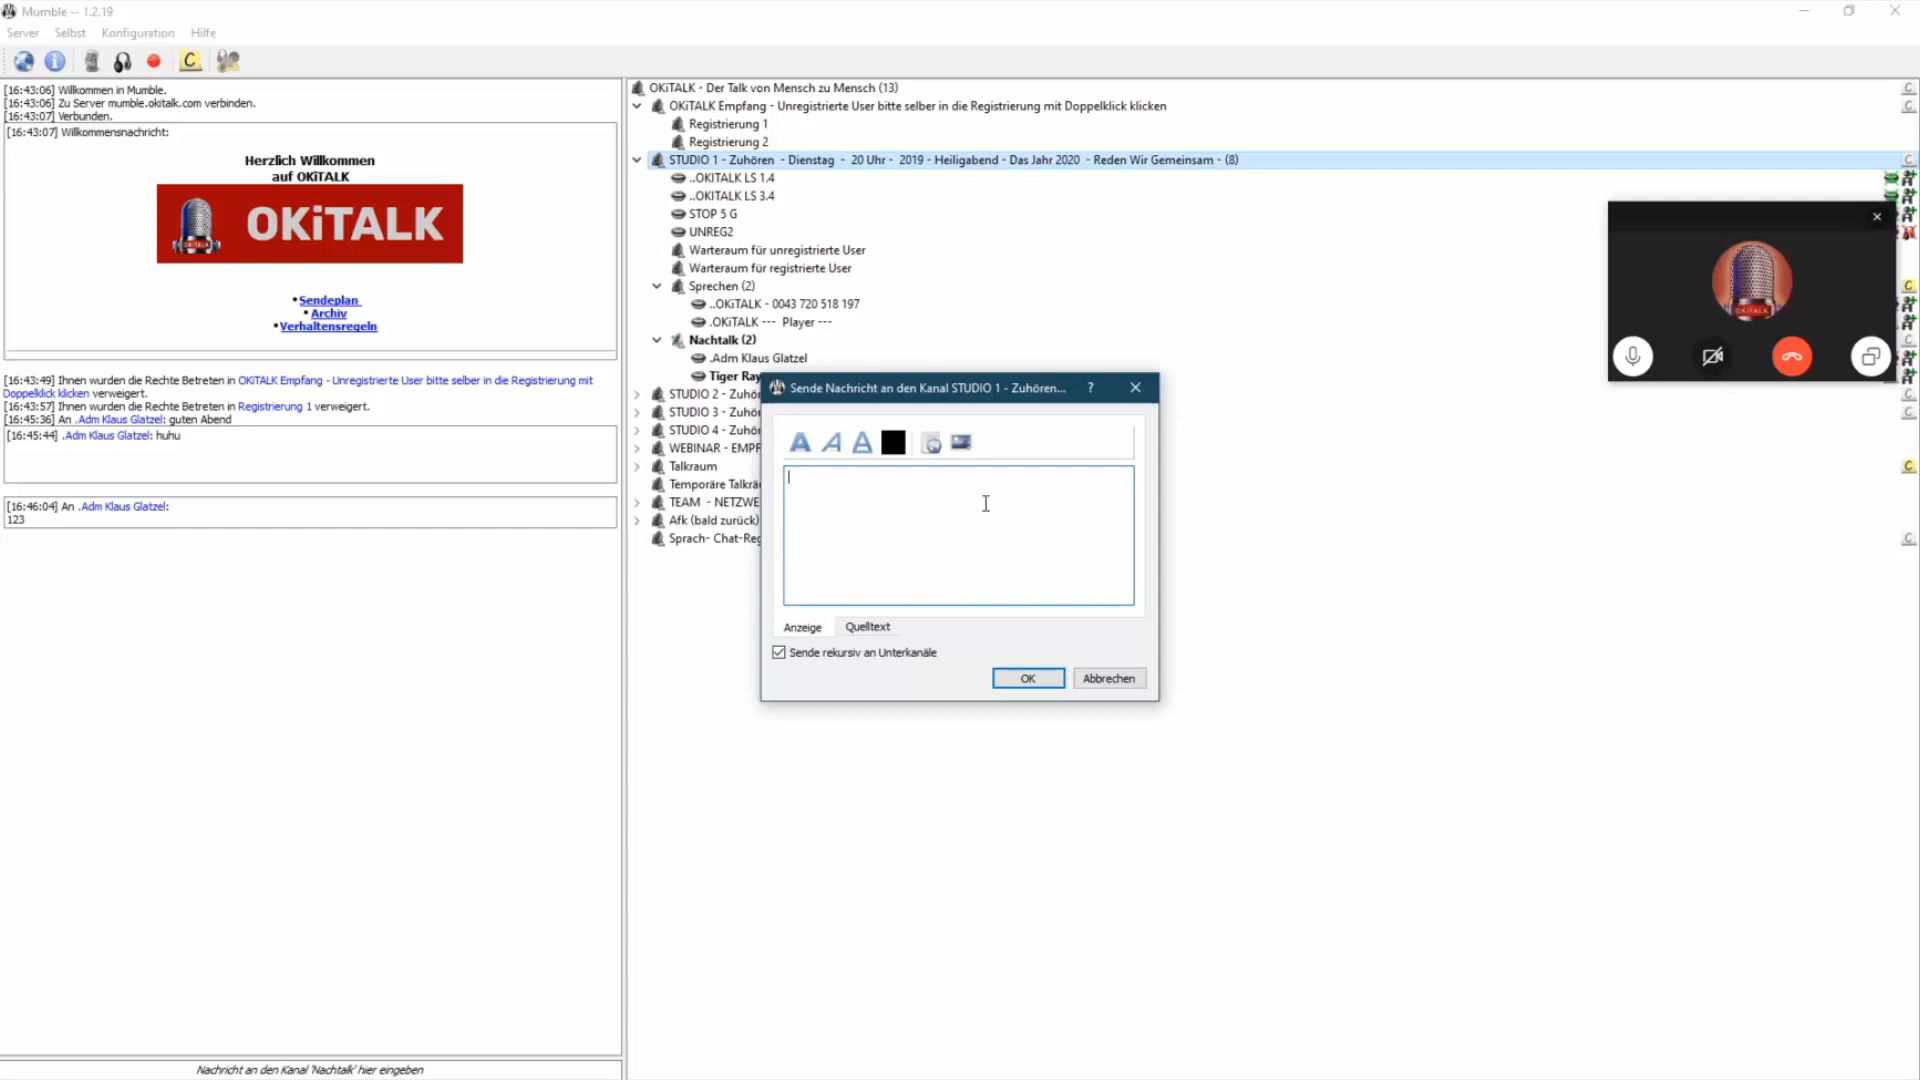 Mumble -- 1.2.19
Server Selbst Konfiguration Hilfe
[16:43:06] Willkommen in Mumble.
[16:43:06] Zu Server mumble.okitalk.com verbinden.
[16:43:07] Verbunden.
[16:43:07] Willkommensnachricht:
Herzlich Willkommen
auf OKiTALK
OKiTALK
OKiTALK
•Sendeplan
•Archiv
•Verhaltensregeln
[16:43:49] Ihnen wurden die Rechte Betreten in OKiTALK Empfang - Unregistrierte User bitte selber in die Registrierung mit
Doppelklick klicken verweigert.
[16:43:57] Ihnen wurden die Rechte Betreten in Registrierung 1 verweigert.
[16:45:36] An .Adm Klaus Glatzel: guten Abend
[16:45:44] .Adm Klaus Glatzel: huhu
[16:46:04] An .Adm Klaus Glatzel:
123
Nachricht an den Kanal 'Nachtalk' hier eingeben
OKiTALK - Der Talk von Mensch zu Mensch (13)
OKiTALK Empfang - Unregistrierte User bitte selber in die Registrierung mit Doppelklick klicken
Registrierung 1
Registrierung 2
STUDIO 1 - Zuhören - Dienstag - 20 Uhr - 2019 - Heiligabend - Das Jahr 2020 - Reden Wir Gemeinsam - (8)
..OKITALK LS 1.4
..OKITALK LS 3.4
STOP 5 G
UNREG2
Warteraum für unregistrierte User
Warteraum für registrierte User
Sprechen (2)
..OKiTALK - 0043 720 518 197
.OKiTALK --- Player ---
Nachtalk (2)
.Adm Klaus Glatzel
Tiger Ray
STUDIO 2 - Zuhör
STUDIO 3 - Zuhör
STUDIO 4 - Zuhör
WEBINAR - EMPF
Talkraum
Temporäre Talkrä
TEAM - NETZWE
Afk (bald zurück)
Sprach- Chat-Reg
Sende Nachricht an den Kanal STUDIO 1 - Zuhören... ?
A A A
Anzeige Quelltext
Sende rekursiv an Unterkanäle
OK Abbrechen
OKITALK